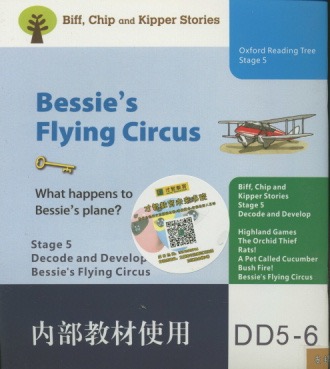 Biff, Chip and Kipper Stories
Oxford Reading Tree
Stage 5
Bessie's
Flying Circus
What happens to
Bessie's plane?
Biff, Chip and
Kipper Stories
Stage 5
Decode and Develop
Highland Games
The Orchid Thief
Rats!
A Pet Called Cucumber
Bush Fire!
Bessie's Flying Circus
Stage 5
Decode and Develop
Bessie's Flying Circus
内部教材使用
DD5-6